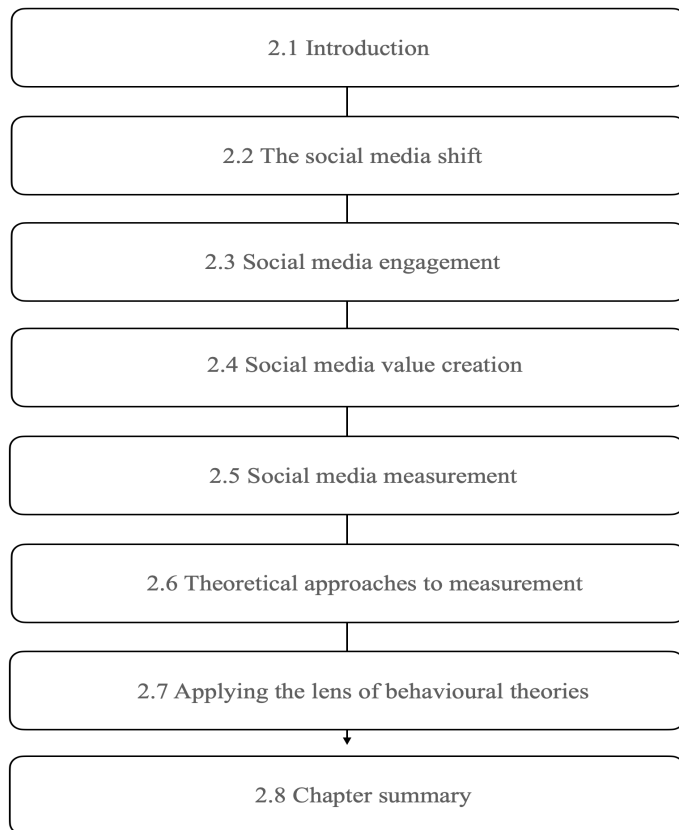 2.1 Introduction
2.2 The social media shift
2.3 Social media engagement
2.4 Social media value creation
2.5 Social media measurement
2.6 Theoretical approaches to measurement
2.7 Applying the lens of behavioural theories
2.8 Chapter summary